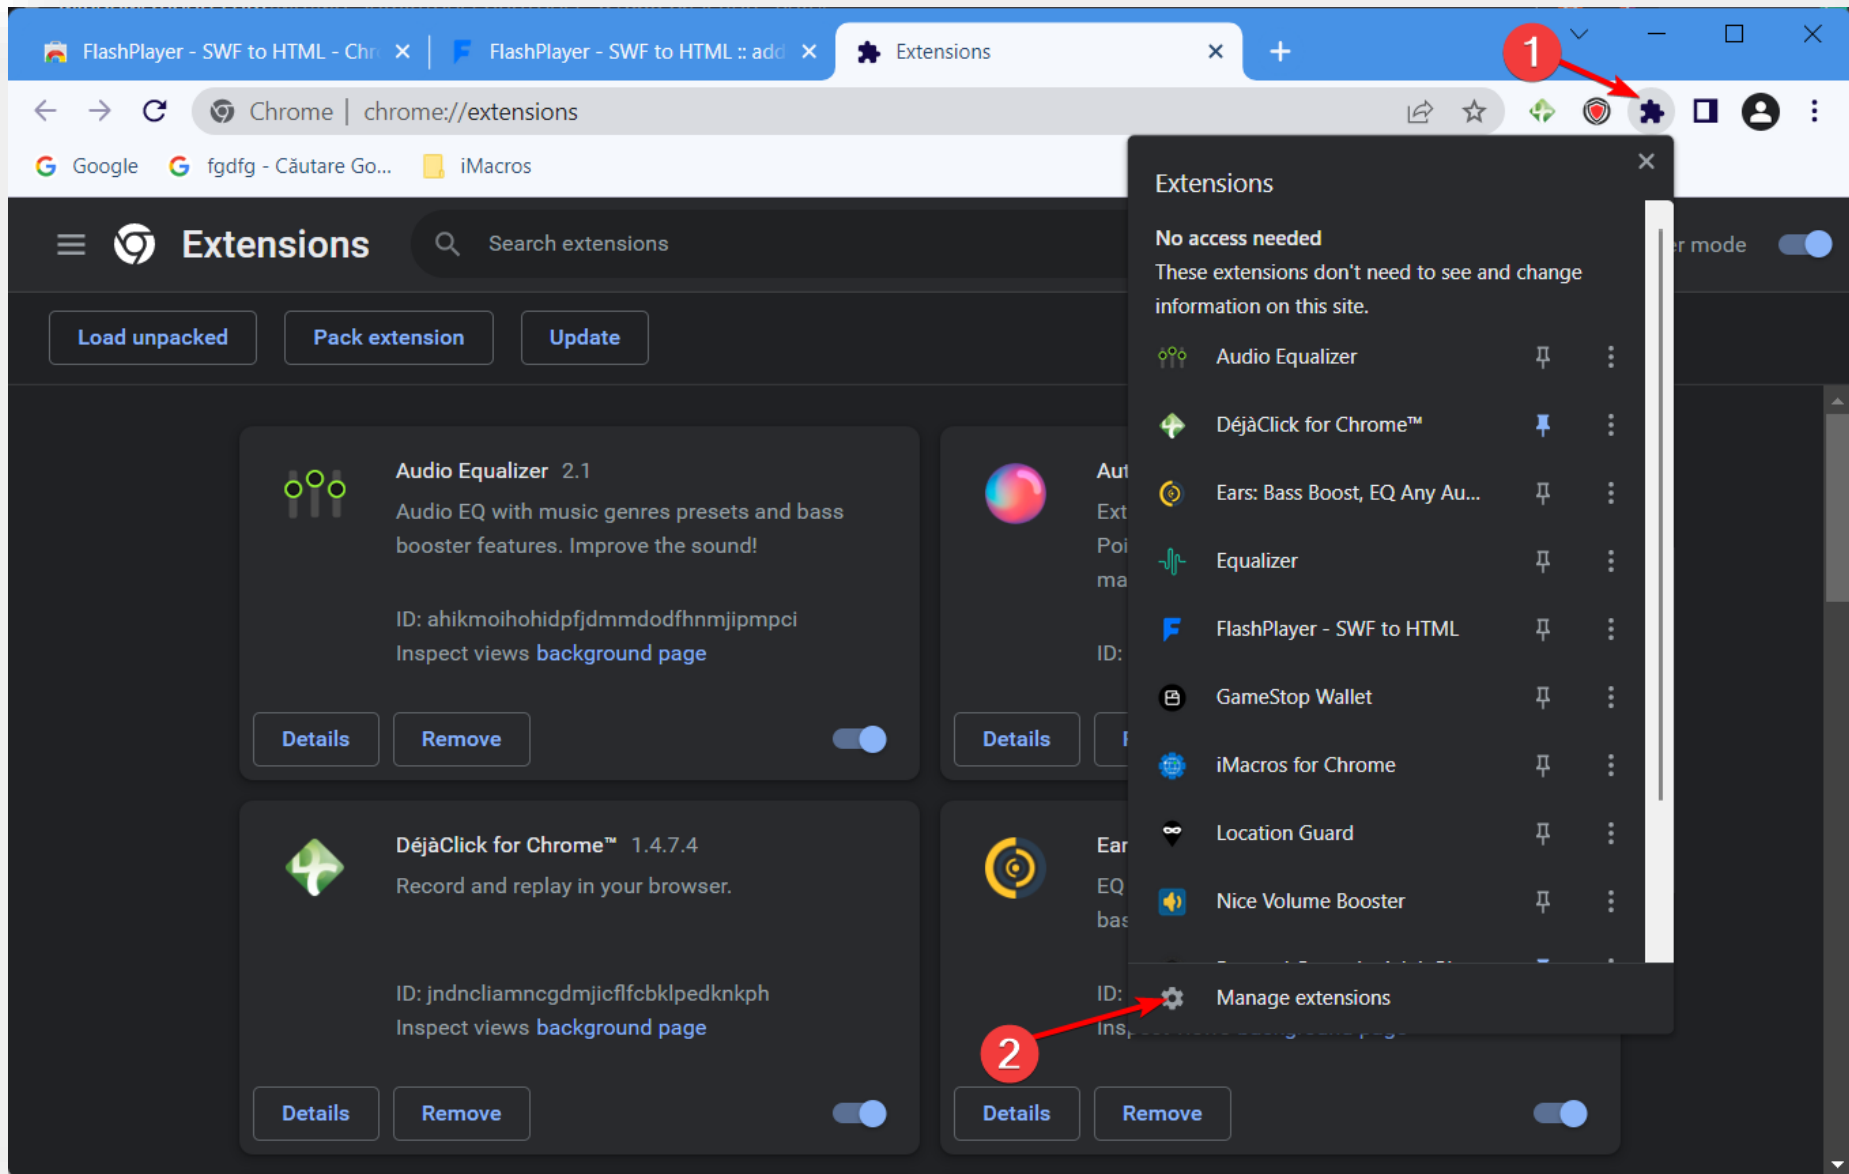 FlashPlayer - SWF to HTML - Chr
FlashPlayer - SWF to HTML :: add
Extensions
1
Chrome | chrome://extensions
Google
fgdfg - Căutare Go...
iMacros
Extensions
Search extensions
er mode
Load unpacked
Pack extension
Update
Extensions
No access needed
These extensions don't need to see and change
information on this site.
Audio Equalizer
DéjàClick for Chrome™
Ears: Bass Boost, EQ Any Au...
Equalizer
FlashPlayer - SWF to HTML
GameStop Wallet
iMacros for Chrome
Location Guard
Nice Volume Booster
Manage extensions
2
Audio Equalizer 2.1
Audio EQ with music genres presets and bass
booster features. Improve the sound!
ID: ahikmoihohidpfjdmmdodfhnmjipmpci
Inspect views background page
Details
Remove
Aut
Ext
Poi
ma
ID:
Details
DéjàClick for Chrome™ 1.4.7.4
Record and replay in your browser.
ID: jndncliamncgdmjicflfcbklpedknkph
Inspect views background page
Details
Remove
Ear
EQ
bas
ID:
Details
Remove